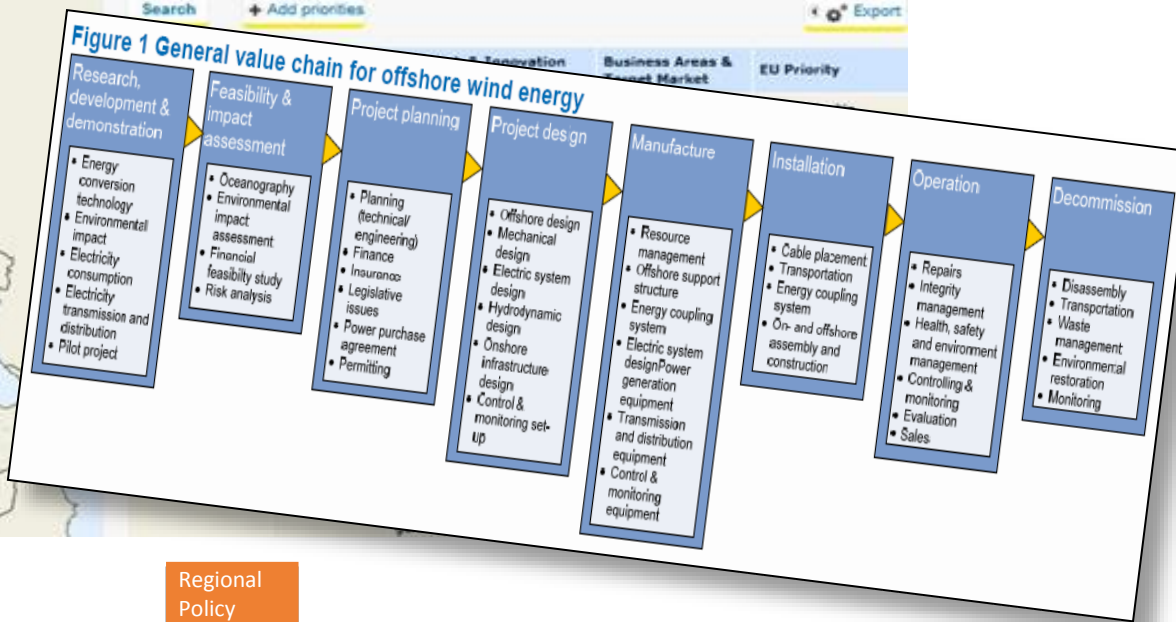 Search
+ Add priorities
Export
& Innovation
Business Areas &
Target Market
EU Priority
Figure 1 General value chain for offshore wind energy
Research,
development &
demonstration
• Energy
conversion
technology
• Environmental
impact
• Electricity
consumption
• Electricity
transmission and
distribution
• Pilot project
Feasibility &
impact
assessment
• Oceanography
• Environmental
impact
assessment
• Financial
feasibilty study
• Risk analysis
Project planning
• Planning
(technical/
engineering)
• Finance
• Insurance
• Legislative
issues
• Power purchase
agreement
• Permitting
Project design
• Offshore design
• Mechanical
design
• Electric system
design
• Hydrodynamic
design
• Onshore
infrastructure
design
• Control &
monitoring set-
up
Manufacture
• Resource
management
• Offshore support
structure
• Energy coupling
system
• Electric system
designPower
generation
equipment
• Transmission
and distribution
equipment
• Control &
monitoring
equipment
Installation
• Cable placement
• Transportation
• Energy coupling
system
• On- and offshore
assembly and
construction
Operation
• Repairs
• Integrity
management
• Health, safety
and environment
management
• Controlling &
monitoring
• Evaluation
• Sales
Decommission
• Disassembly
• Transportation
• Waste
management
• Environmental
restoration
• Monitoring
Regional
Policy